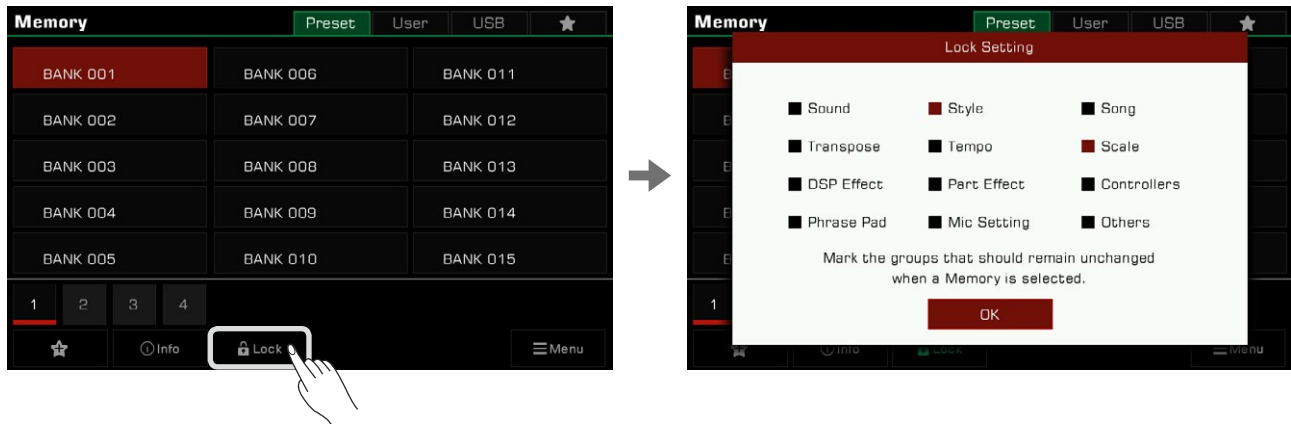 Memory Preset User USB
BANK 001 BANK 006 BANK 011
BANK 002 BANK 007 BANK 012
BANK 003 BANK 008 BANK 013
BANK 004 BANK 009 BANK 014
BANK 005 BANK 010 BANK 015
1 2 3 4
Info Lock Menu
Memory Preset User USB
Lock Setting
Sound Style Song
Transpose Tempo Scale
DSP Effect Part Effect Controllers
Phrase Pad Mic Setting Others
Mark the groups that should remain unchanged
when a Memory is selected.
OK
1
Info Lock Menu